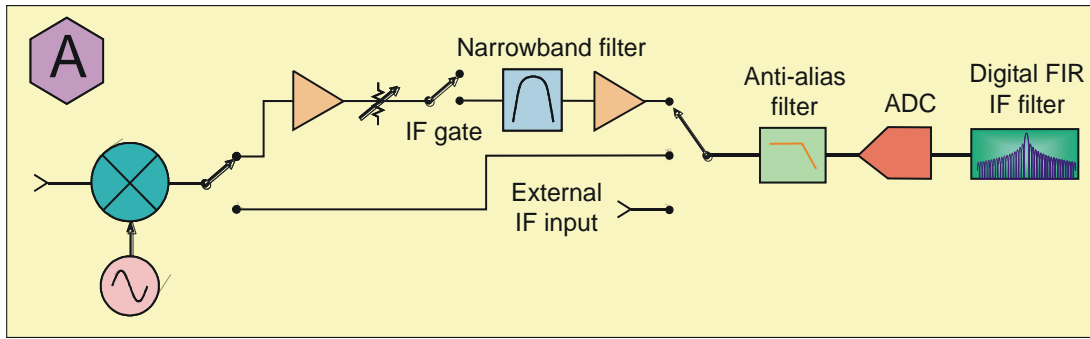 A
Narrowband filter
IF gate
External
IF input
Anti-alias
filter
ADC
Digital FIR
IF filter